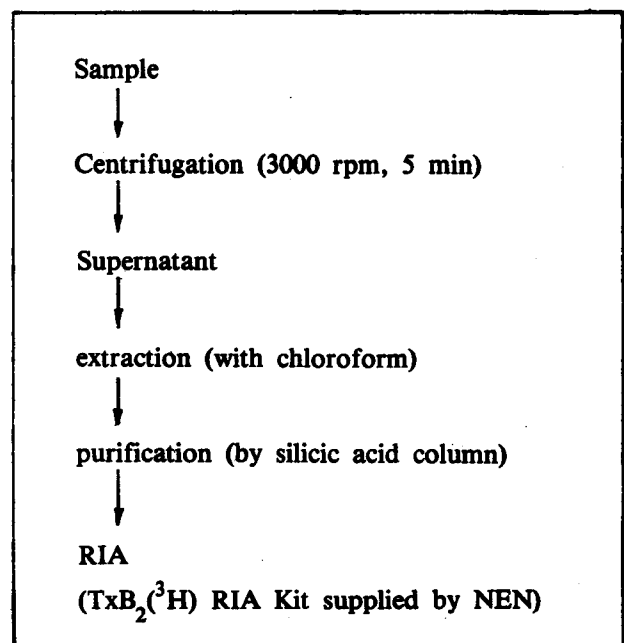 Sample
Centrifugation (3000 rpm, 5 min)
Supernatant
extraction (with chloroform)
purification (by silicic acid column)
RIA
(TxB₂(³H) RIA Kit supplied by NEN)